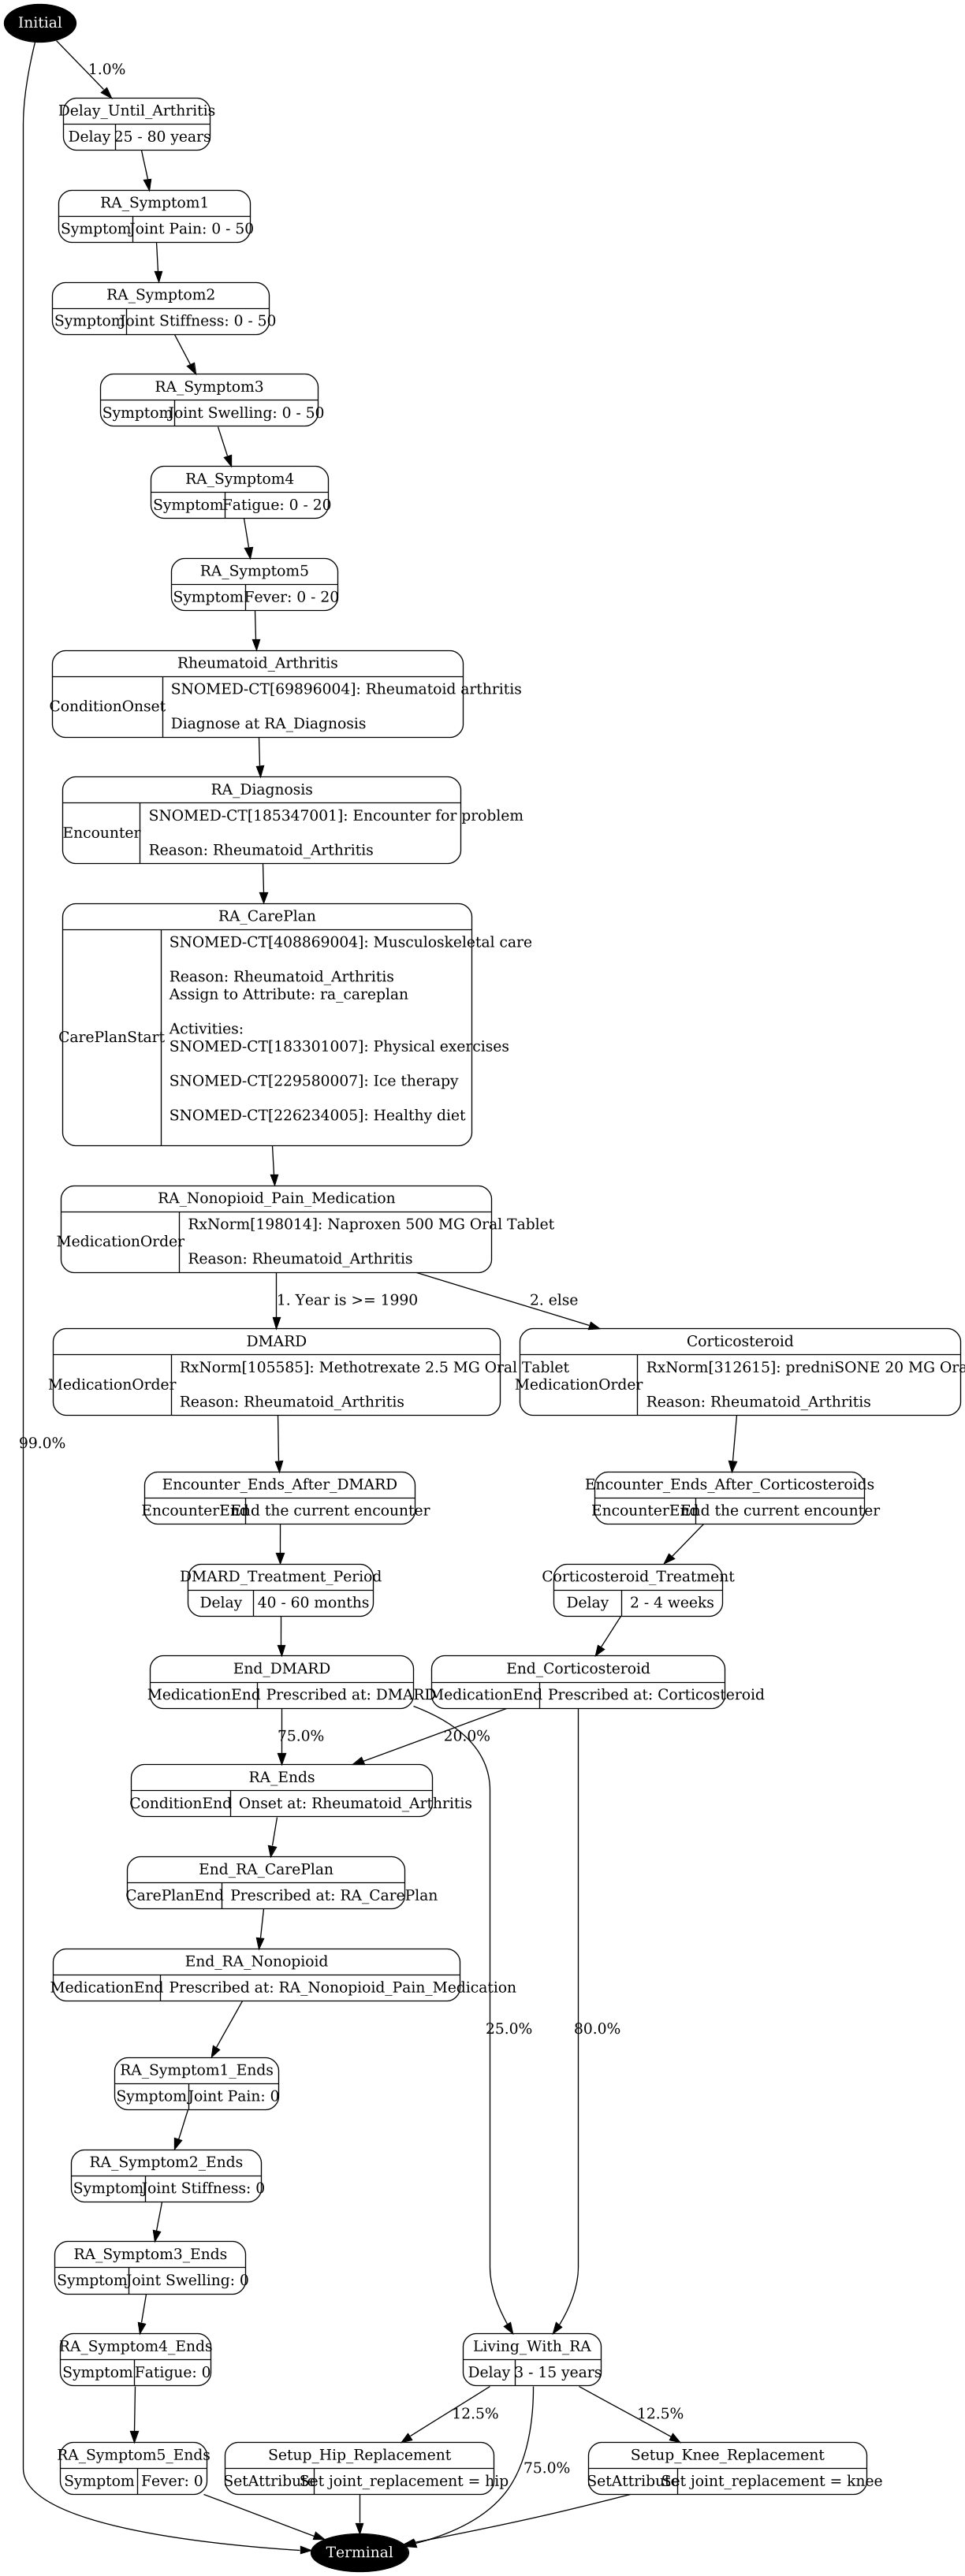 Initial
1.0%
Delay_Until_Arthritis
Delay 25 - 80 years
RA_Symptom1
Symptom Joint Pain: 0 - 50
RA_Symptom2
Symptom Joint Stiffness: 0 - 50
RA_Symptom3
Symptom Joint Swelling: 0 - 50
RA_Symptom4
Symptom Fatigue: 0 - 20
RA_Symptom5
Symptom Fever: 0 - 20
Rheumatoid_Arthritis
SNOMED-CT[69896004]: Rheumatoid arthritis
ConditionOnset
Diagnose at RA_Diagnosis
RA_Diagnosis
SNOMED-CT[185347001]: Encounter for problem
Encounter
Reason: Rheumatoid_Arthritis
RA_CarePlan
SNOMED-CT[408869004]: Musculoskeletal care
Reason: Rheumatoid_Arthritis
Assign to Attribute: ra_careplan
Activities:
CarePlanStart
SNOMED-CT[183301007]: Physical exercises
SNOMED-CT[229580007]: Ice therapy
SNOMED-CT[226234005]: Healthy diet
RA_Nonopioid_Pain_Medication
RxNorm[198014]: Naproxen 500 MG Oral Tablet
MedicationOrder
Reason: Rheumatoid_Arthritis
1. Year is >= 1990
2. else
DMARD
RxNorm[105585]: Methotrexate 2.5 MG Oral Tablet
MedicationOrder
Reason: Rheumatoid_Arthritis
Corticosteroid
RxNorm[312615]: predniSONE 20 MG Ora
MedicationOrder
Reason: Rheumatoid_Arthritis
99.0%
Encounter_Ends_After_DMARD
EncounterEnd End the current encounter
Encounter_Ends_After_Corticosteroids
EncounterEnd End the current encounter
DMARD_Treatment_Period
Delay 40 - 60 months
Corticosteroid_Treatment
Delay 2 - 4 weeks
End_DMARD
MedicationEnd Prescribed at: DMARD
End_Corticosteroid
MedicationEnd Prescribed at: Corticosteroid
75.0%
20.0%
RA_Ends
ConditionEnd Onset at: Rheumatoid_Arthritis
End_RA_CarePlan
CarePlanEnd Prescribed at: RA_CarePlan
End_RA_Nonopioid
MedicationEnd Prescribed at: RA_Nonopioid_Pain_Medication
25.0%
80.0%
RA_Symptom1_Ends
Symptom Joint Pain: 0
RA_Symptom2_Ends
Symptom Joint Stiffness: 0
RA_Symptom3_Ends
Symptom Joint Swelling: 0
RA_Symptom4_Ends
Symptom Fatigue: 0
Living_With_RA
Delay 3 - 15 years
12.5%
12.5%
RA_Symptom5_Ends
Symptom Fever: 0
Setup_Hip_Replacement
SetAttribute Set joint_replacement = hip
75.0%
Setup_Knee_Replacement
SetAttribute Set joint_replacement = knee
Terminal